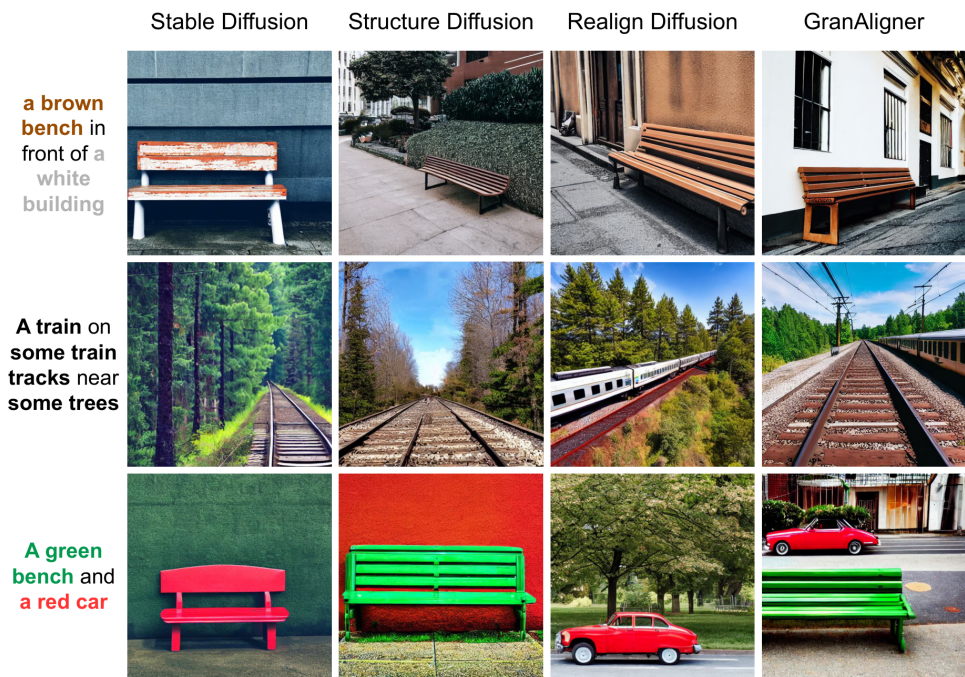 Stable Diffusion
Structure Diffusion
Realign Diffusion
GranAligner
a brown
bench in
front of a
white
building
A train on
some train
tracks near
some trees
A green
bench and
a red car